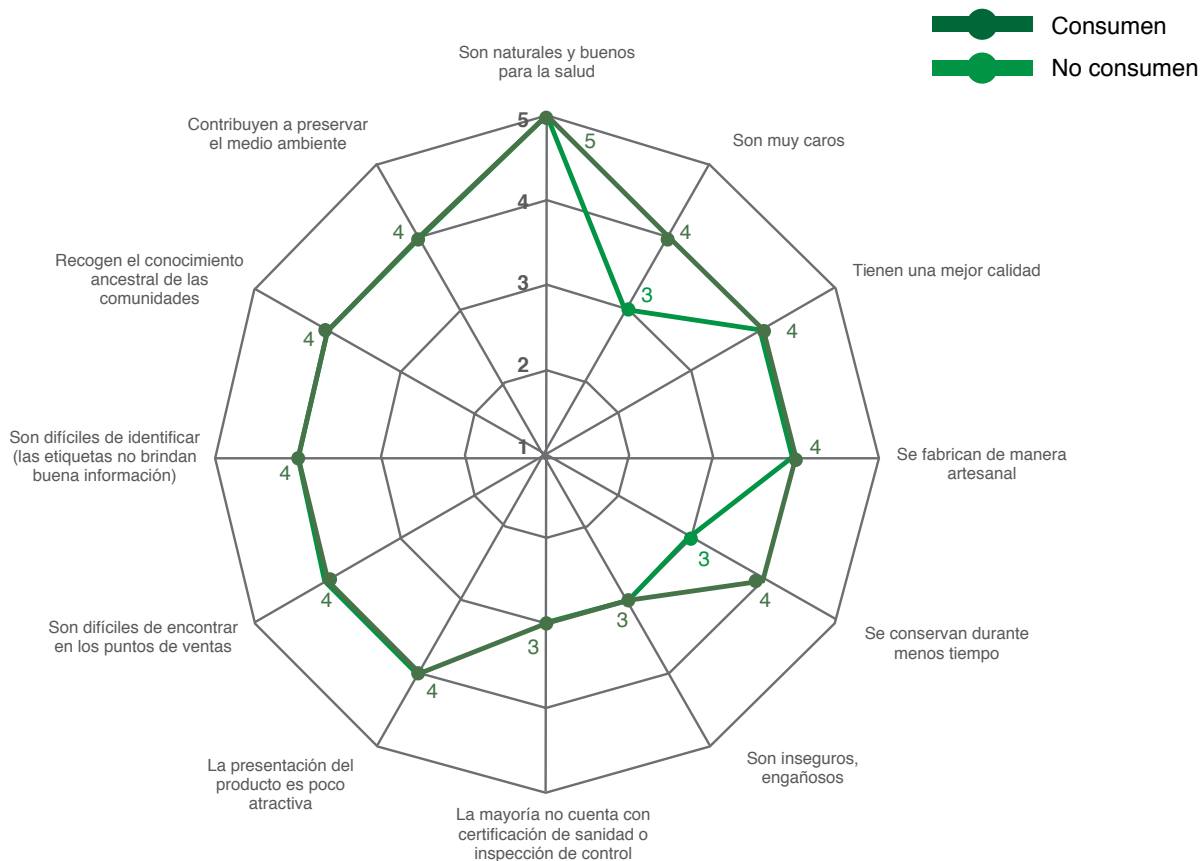 Consumen
No consumen
Son naturales y buenos
para la salud
Contribuyen a preservar
el medio ambiente
Son muy caros
5
5
4
4
4
Recogen el conocimiento
ancestral de las
comunidades
Tienen una mejor calidad
3
3
4
4
2
Son difíciles de identificar
(las etiquetas no brindan
buena información)
4
1
4
Se fabrican de manera
artesanal
3
4
4
3
3
Son difíciles de encontrar
en los puntos de ventas
Se conservan durante
menos tiempo
4
La presentación del
producto es poco
atractiva
Son inseguros,
engañosos
La mayoría no cuenta con
certificación de sanidad o
inspección de control